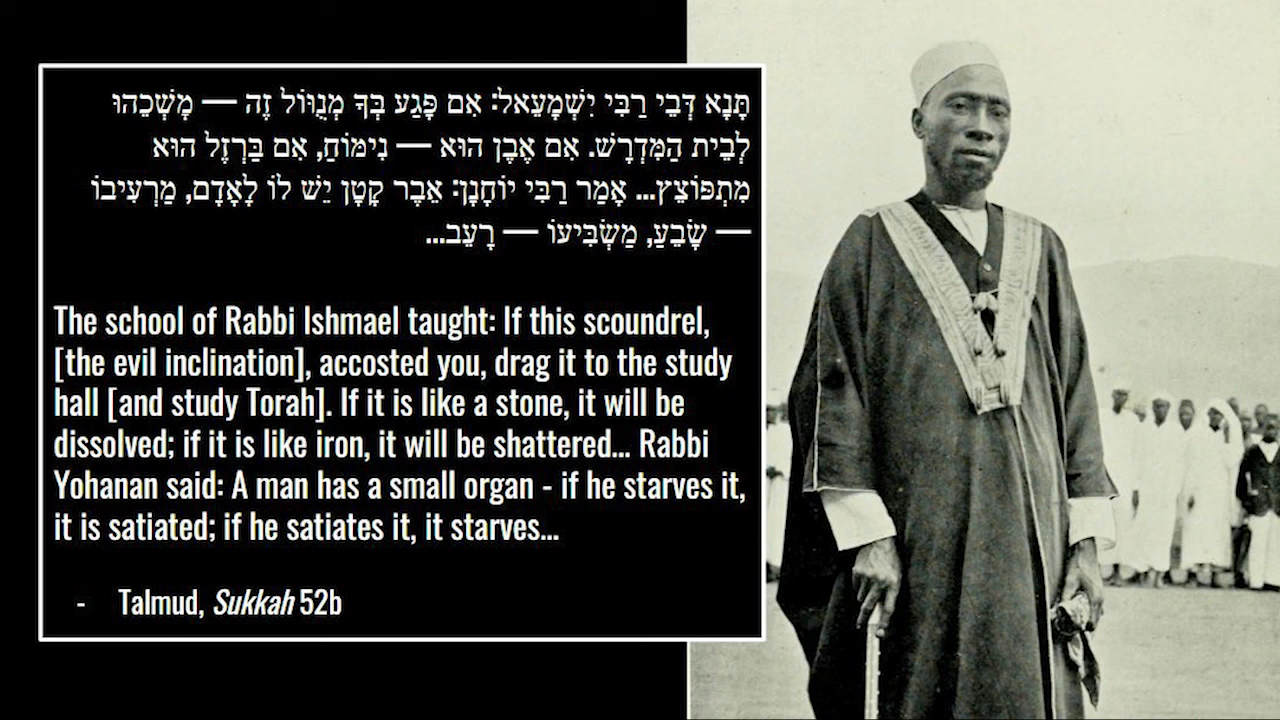 תָּנָא דְּבֵי רַבִּי יִשְׁמָעֵאל: אִם פָּגַע בְּךָ מְנֻוּוֹל זֶה — מׇשְׁכֵהוּ
לְבֵית הַמִּדְרָשׁ. אִם אֶבֶן הוּא — נִימּוֹחַ, אִם בַּרְזֶל הוּא
מִתְפּוֹצֵץ... אָמַר רַבִּי יוֹחָנָן: אֵבֶר קָטָן יֵשׁ לוֹ לָאָדָם, מַרְעִיבוֹ
— שָׂבֵעַ, מַשְׂבִּיעוֹ — רָעֵב...
The school of Rabbi Ishmael taught: If this scoundrel,
[the evil inclination], accosted you, drag it to the study
hall [and study Torah]. If it is like a stone, it will be
dissolved; if it is like iron, it will be shattered... Rabbi
Yohanan said: A man has a small organ - if he starves it,
it is satiated; if he satiates it, it starves...
- Talmud, Sukkah 52b